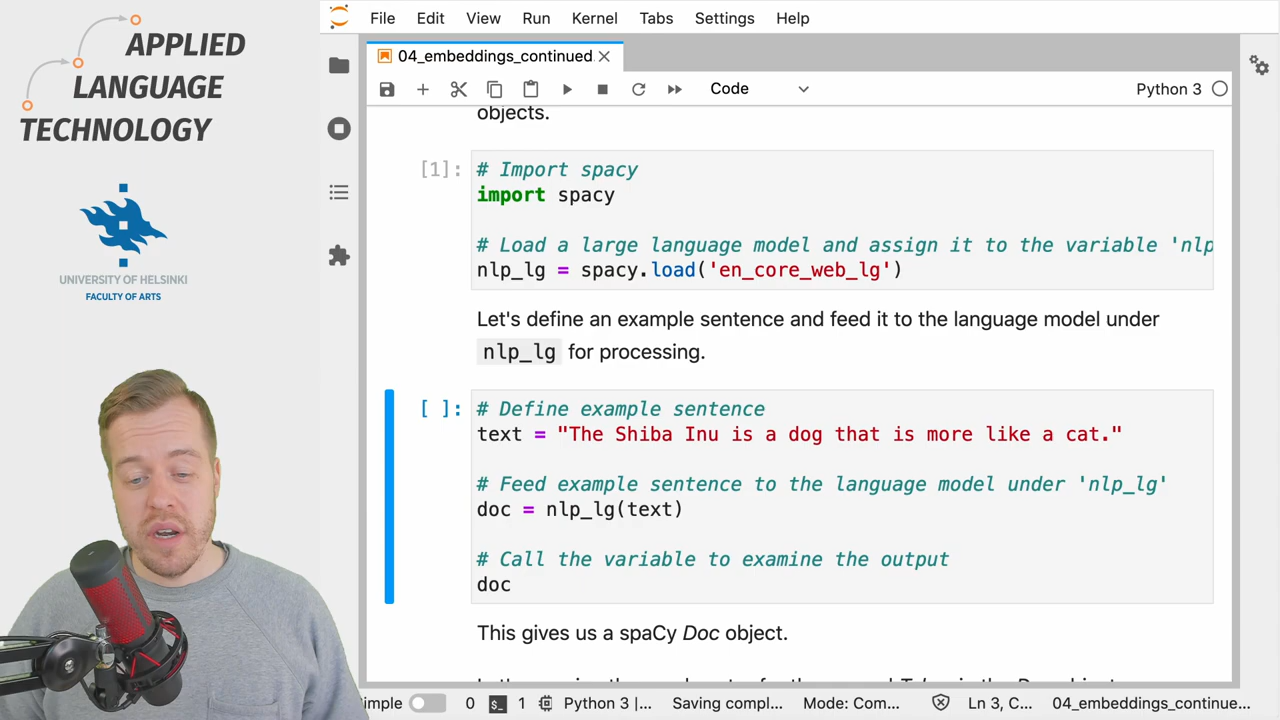 APPLIED
LANGUAGE
TECHNOLOGY
UNIVERSITY OF HELSINKI
FACULTY OF ARTS
File Edit View Run Kernel Tabs Settings Help
04_embeddings_continued
Code
Python 3
objects.
[1]:
# Import spacy
import spacy
# Load a large language model and assign it to the variable 'nlp
nlp_lg = spacy.load('en_core_web_lg')
Let's define an example sentence and feed it to the language model under
nlp_lg for processing.
[ ]:
# Define example sentence
text = "The Shiba Inu is a dog that is more like a cat."
# Feed example sentence to the language model under 'nlp_lg'
doc = nlp_lg(text)
# Call the variable to examine the output
doc
This gives us a spaCy Doc object.
imple 0 $_ 1 Python 3 |... Saving compl... Mode: Com... Ln 3, C... 04_embeddings_continue...